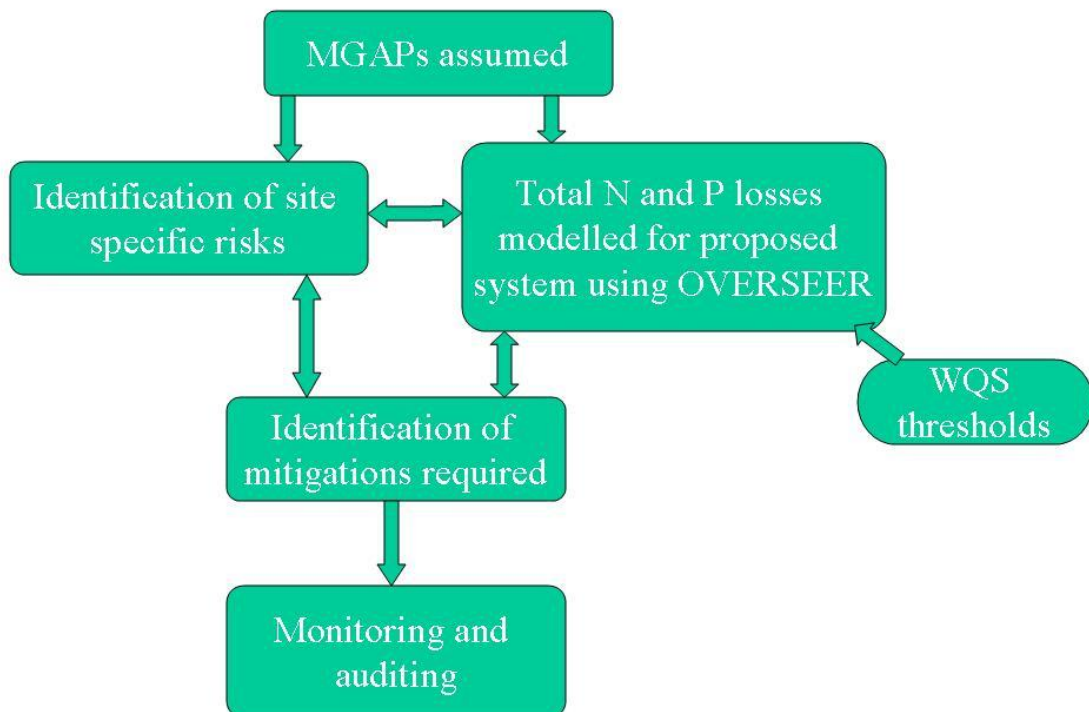 MGAPs assumed
Identification of site
specific risks
Total N and P losses
modelled for proposed
system using OVERSEER
WQS
thresholds
Identification of
mitigations required
Monitoring and
auditing